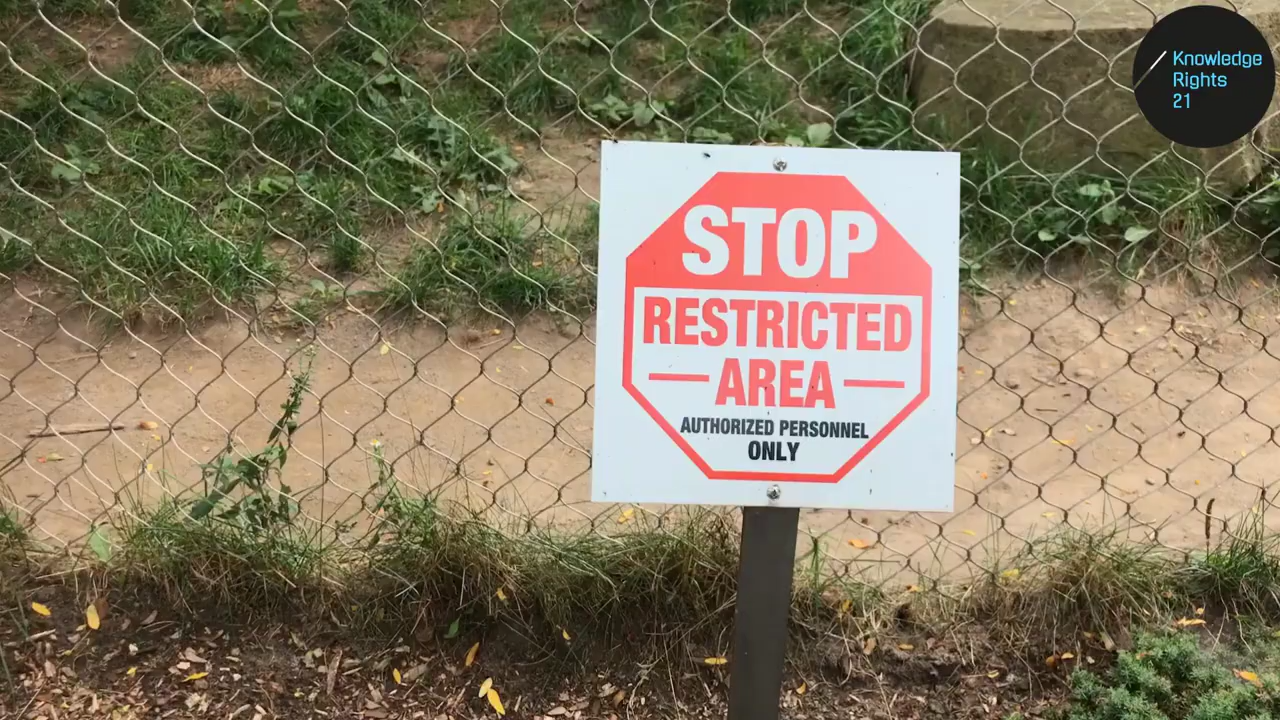 Knowledge
Rights
21
STOP
RESTRICTED
AREA
AUTHORIZED PERSONNEL
ONLY